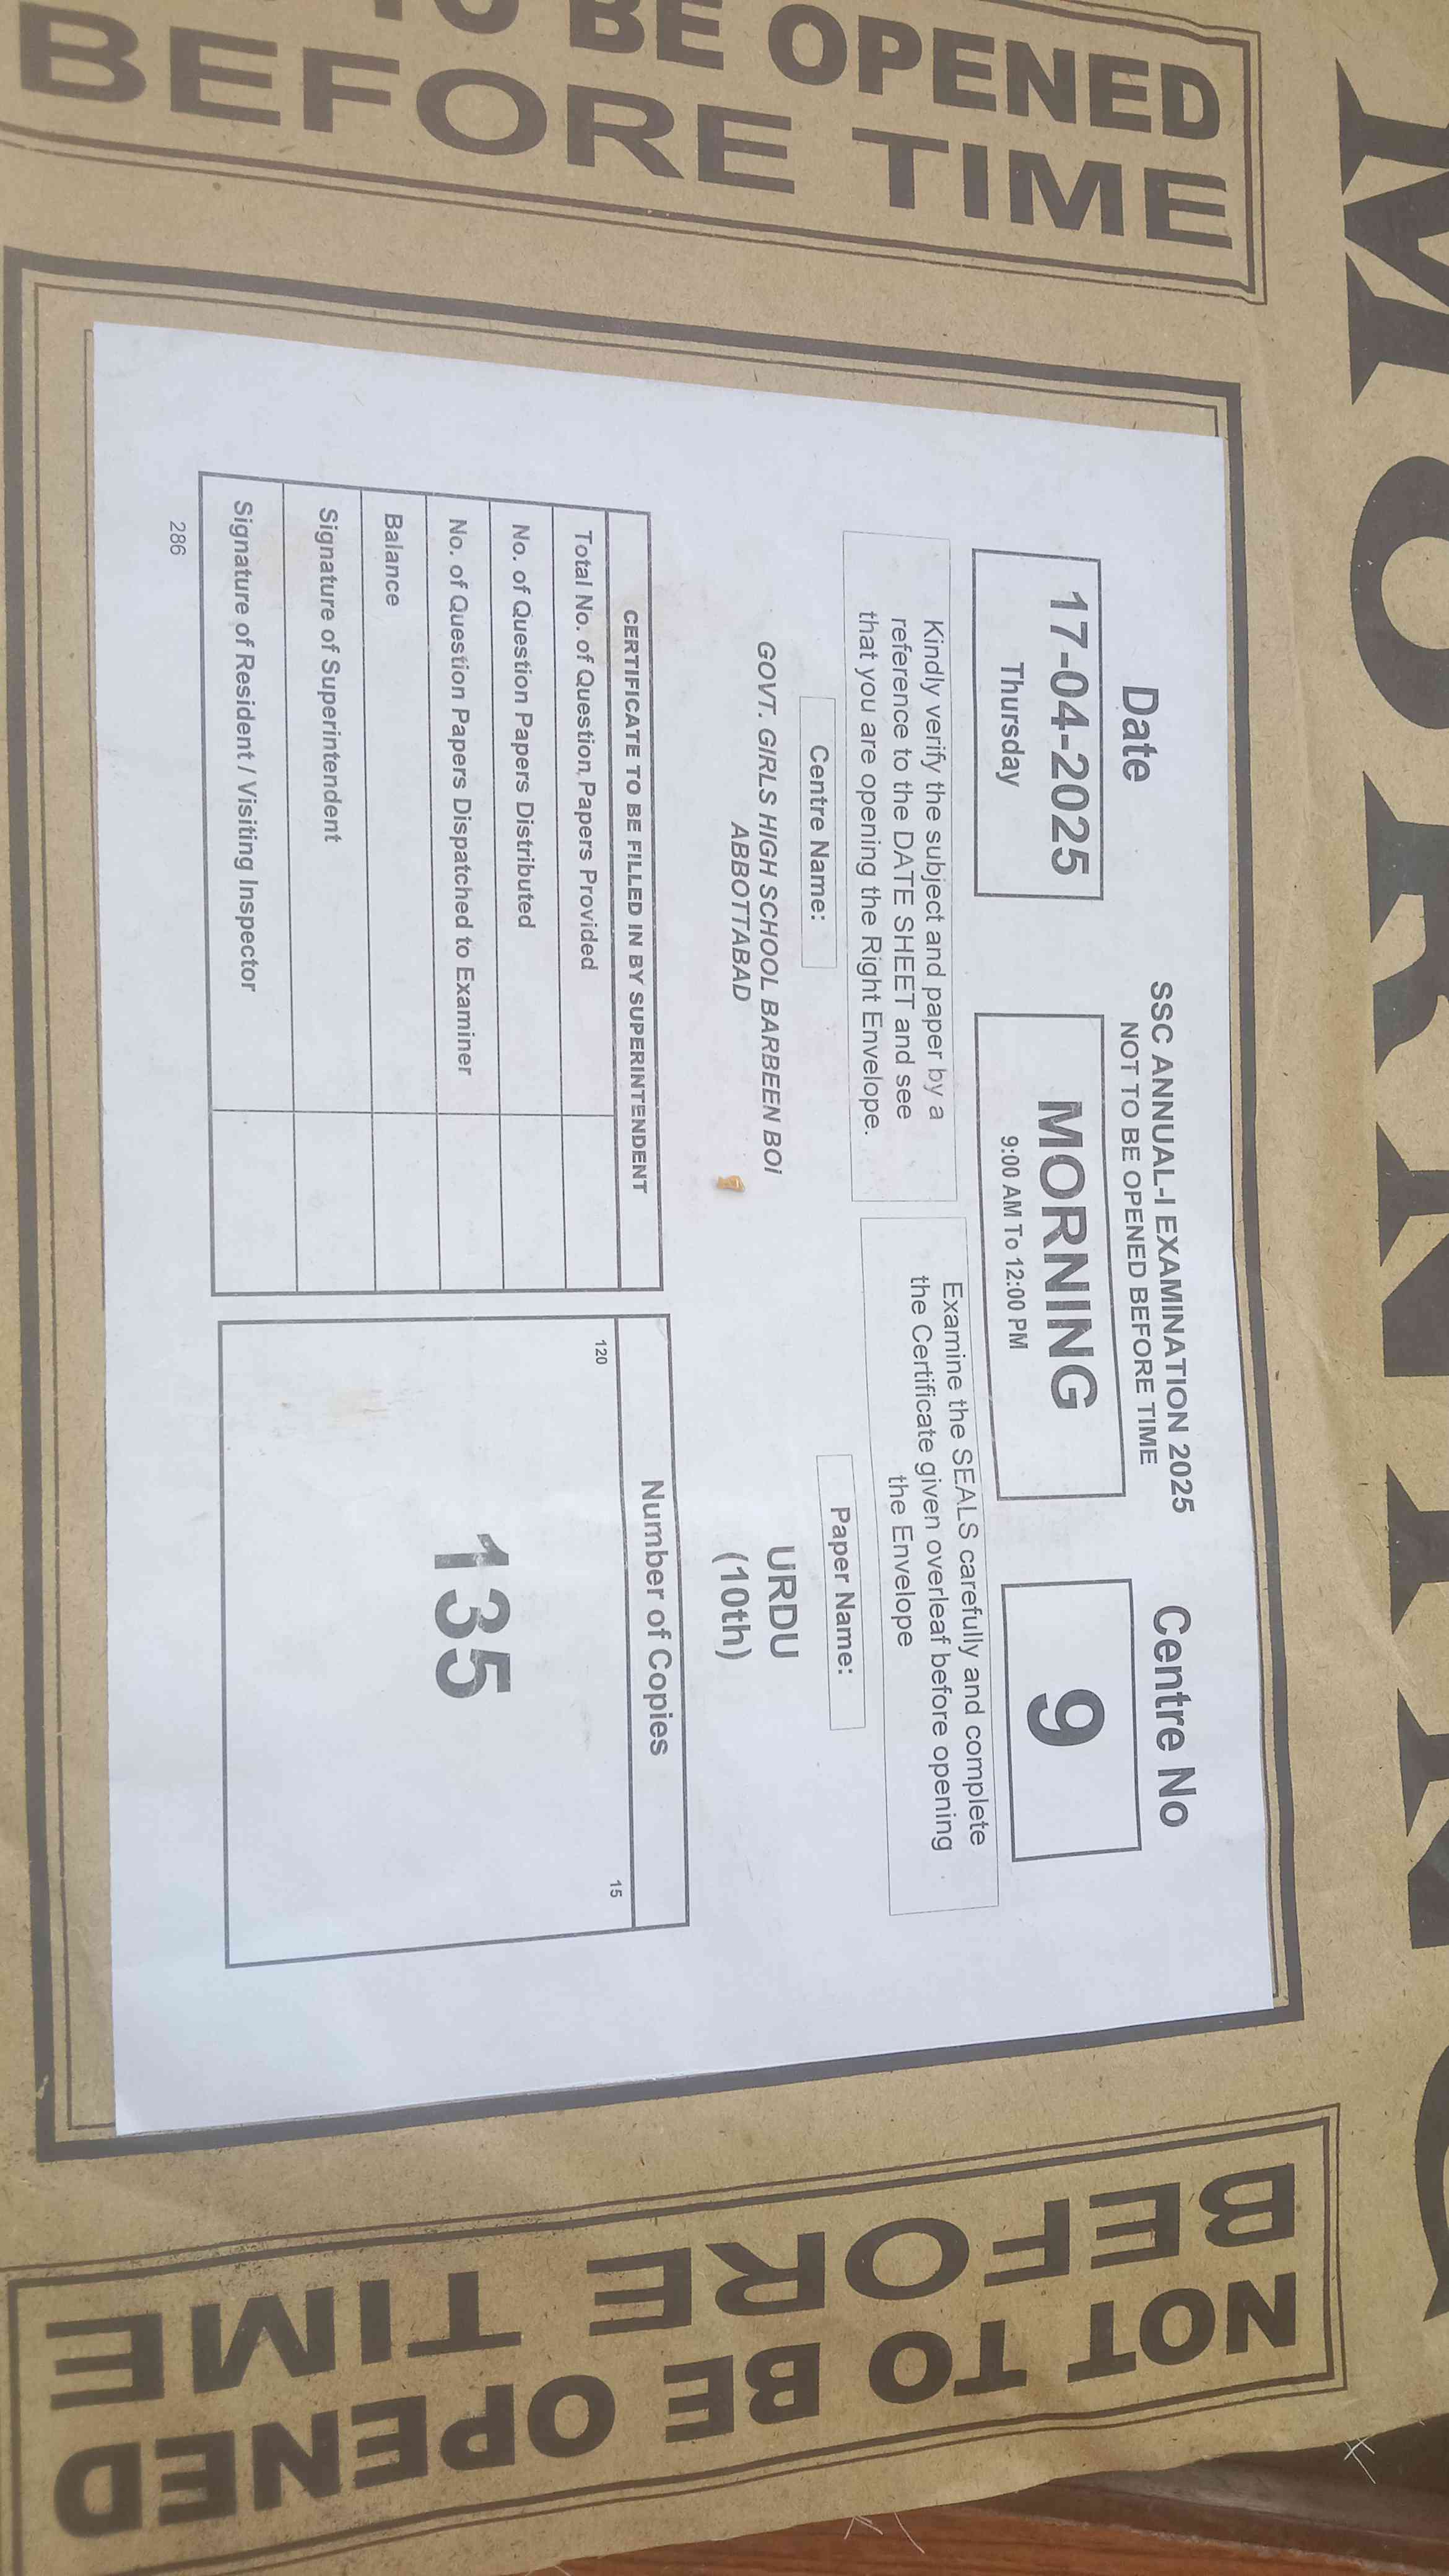 MORNING
TO BE OPENED
BEFORE TIME
SSC ANNUAL-I EXAMINATION 2025
NOT TO BE OPENED BEFORE TIME
Date
17-04-2025
Thursday
MORNING
9:00 AM To 12:00 PM
Centre No
9
Kindly verify the subject and paper by a
reference to the DATE SHEET and see
that you are opening the Right Envelope.
Examine the SEALS carefully and complete
the Certificate given overleaf before opening
the Envelope
Centre Name:
GOVT. GIRLS HIGH SCHOOL BARBEEN BOI
ABBOTTABAD
Paper Name:
URDU
(10th)
CERTIFICATE TO BE FILLED IN BY SUPERINTENDENT
Total No. of Question Papers Provided
No. of Question Papers Distributed
No. of Question Papers Dispatched to Examiner
Balance
Signature of Superintendent
Signature of Resident / Visiting Inspector
Number of Copies
120
15
135
286
NOT TO BE OPENED
BEFORE TIME